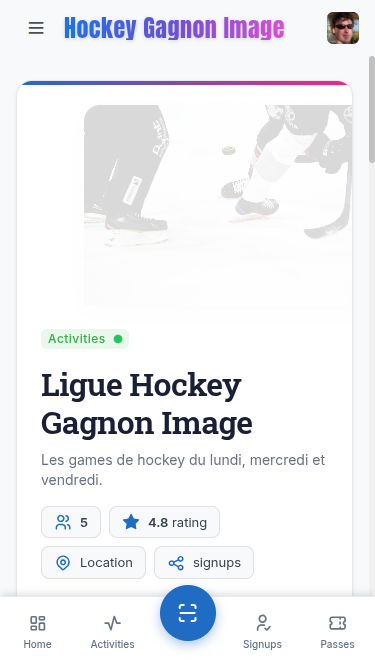 Hockey Gagnon Image
Activities
Ligue Hockey
Gagnon Image
Les games de hockey du lundi, mercredi et
vendredi.
5
4.8 rating
Location
signups
Home
Activities
Signups
Passes